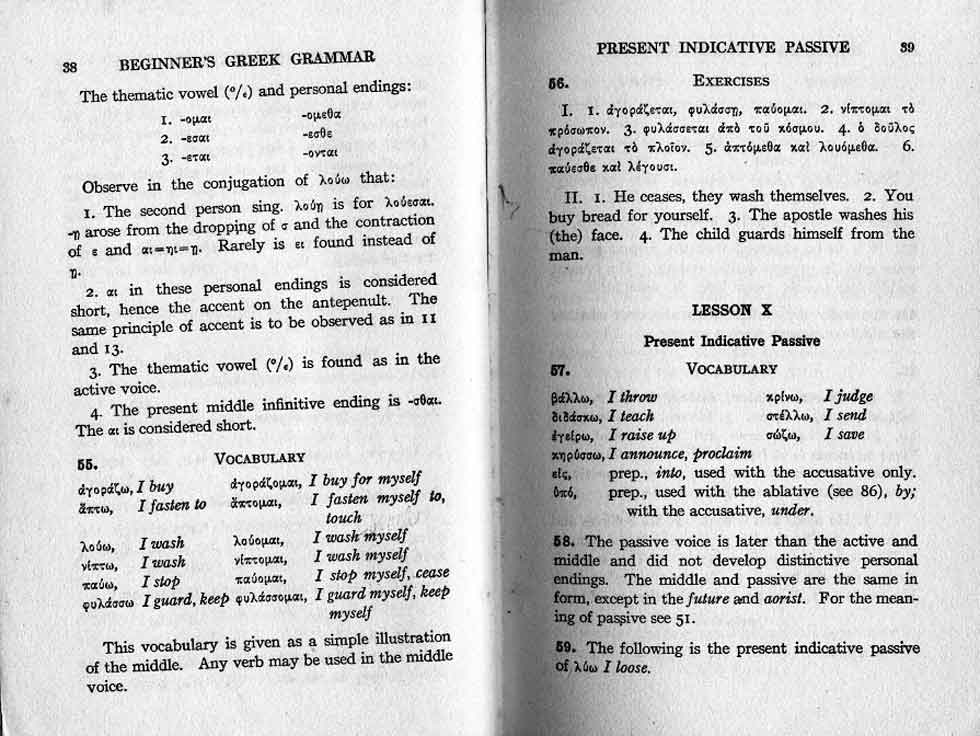 38 BEGINNER'S GREEK GRAMMAR
The thematic vowel (ο/ε) and personal endings:
1. -ομαι -ομεθα
2. -εσαι -εσθε
3. -εται -ονται
Observe in the conjugation of λούω that:
1. The second person sing. λούῃ is for λούεσαι.
-ῃ arose from the dropping of σ and the contraction
of ε and αι=ηι=ῃ. Rarely is ει found instead of
ῃ.
2. αι in these personal endings is considered
short, hence the accent on the antepenult. The
same principle of accent is to be observed as in 11
and 13.
3. The thematic vowel (ο/ε) is found as in the
active voice.
4. The present middle infinitive ending is -σθαι.
The αι is considered short.
55. VOCABULARY
ἀγοράζω, I buy ἀγοράζομαι, I buy for myself
ἅπτω, I fasten to ἅπτομαι, I fasten myself to,
touch
λούω, I wash λούομαι, I wash myself
νίπτω, I wash νίπτομαι, I wash myself
παύω, I stop παύομαι, I stop myself, cease
φυλάσσω I guard, keep φυλάσσομαι, I guard myself, keep
myself
This vocabulary is given as a simple illustration
of the middle. Any verb may be used in the middle
voice.
PRESENT INDICATIVE PASSIVE 39
56. EXERCISES
I. 1. ἀγοράζεται, φυλάσσῃ, παύομαι. 2. νίπτομαι τὸ
πρόσωπον. 3. φυλάσσεται ἀπὸ τοῦ κόσμου. 4. ὁ δοῦλος
ἀγοράζεται τὸ πλοῖον. 5. ἁπτόμεθα καὶ λουόμεθα. 6.
παύεσθε καὶ λέγουσι.
II. 1. He ceases, they wash themselves. 2. You
buy bread for yourself. 3. The apostle washes his
(the) face. 4. The child guards himself from the
man.
LESSON X
Present Indicative Passive
57. VOCABULARY
βάλλω, I throw κρίνω, I judge
διδάσκω, I teach στέλλω, I send
ἐγείρω, I raise up σώζω, I save
κηρύσσω, I announce, proclaim
εἰς, prep., into, used with the accusative only.
ὑπό, prep., used with the ablative (see 86), by;
with the accusative, under.
58. The passive voice is later than the active and
middle and did not develop distinctive personal
endings. The middle and passive are the same in
form, except in the future and aorist. For the mean-
ing of passive see 51.
59. The following is the present indicative passive
of λύω I loose.